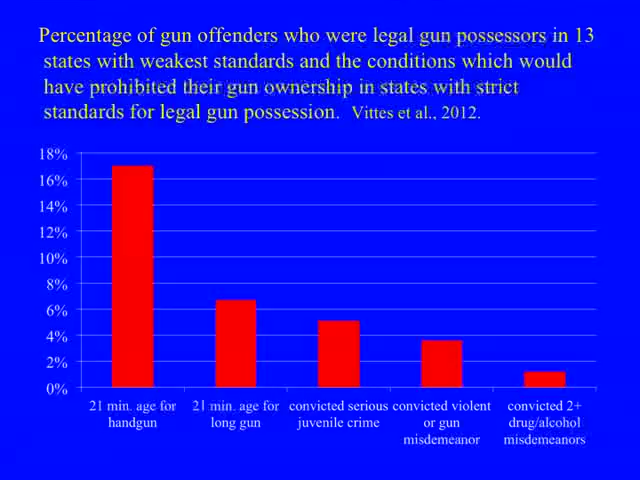 Percentage of gun offenders who were legal gun possessors in 13
states with weakest standards and the conditions which would
have prohibited their gun ownership in states with strict
standards for legal gun possession. Vittes et al., 2012.
18%
16%
14%
12%
10%
8%
6%
4%
2%
0%
21 min. age for
handgun
21 min. age for
long gun
convicted serious
juvenile crime
convicted violent
or gun
misdemeanor
convicted 2+
drug/alcohol
misdemeanors